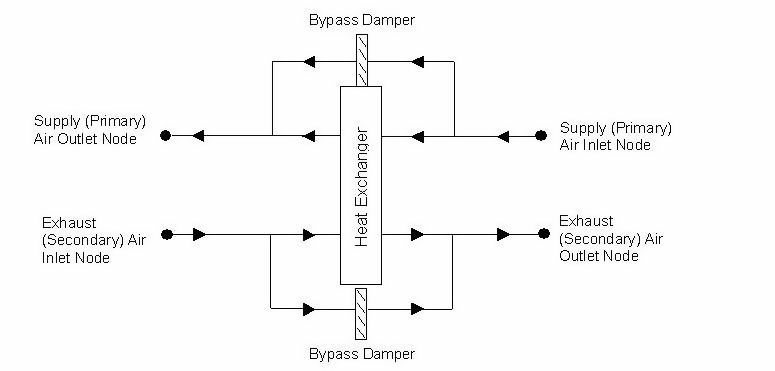 Bypass Damper
Supply (Primary)
Air Outlet Node
Supply (Primary)
Air Inlet Node
Heat Exchanger
Exhaust
(Secondary) Air
Inlet Node
Exhaust
(Secondary) Air
Outlet Node
Bypass Damper